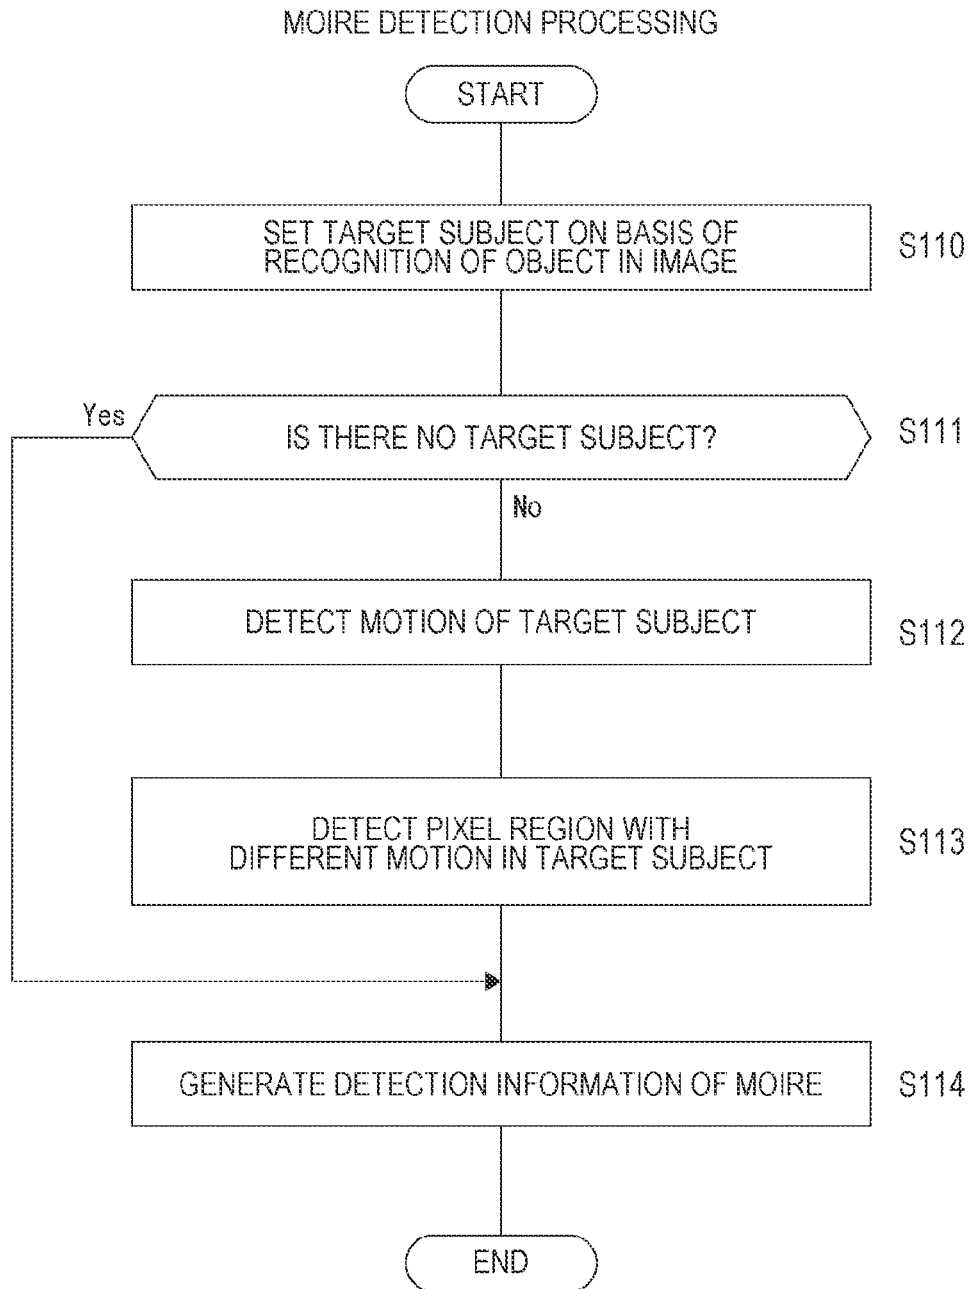 MOIRE DETECTION PROCESSING
START
SET TARGET SUBJECT ON BASIS OF
RECOGNITION OF OBJECT IN IMAGE
S110
Yes
IS THERE NO TARGET SUBJECT?
S111
No
DETECT MOTION OF TARGET SUBJECT
S112
DETECT PIXEL REGION WITH
DIFFERENT MOTION IN TARGET SUBJECT
S113
GENERATE DETECTION INFORMATION OF MOIRE
S114
END